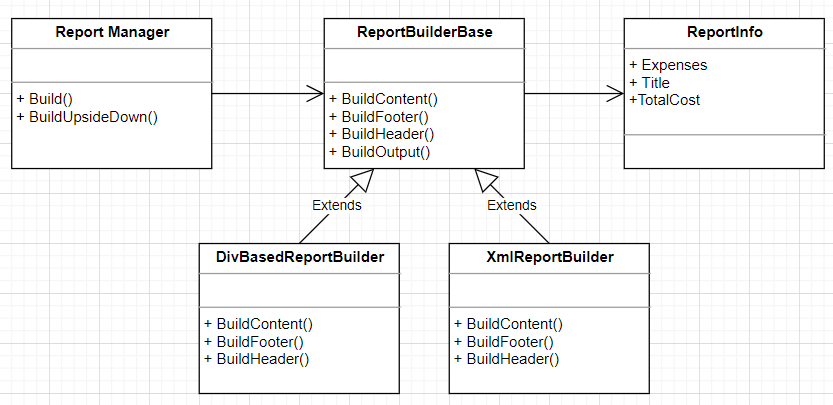 Report Manager
+ Build()
+ BuildUpsideDown()
ReportBuilderBase
+ BuildContent()
+ BuildFooter()
+ BuildHeader()
+ BuildOutput()
ReportInfo
+ Expenses
+ Title
+TotalCost
Extends
Extends
DivBasedReportBuilder
+ BuildContent()
+ BuildFooter()
+ BuildHeader()
XmlReportBuilder
+ BuildContent()
+ BuildFooter()
+ BuildHeader()